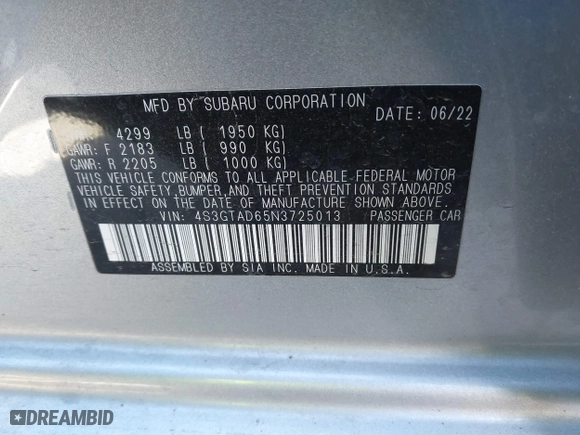 MFD BY SUBARU CORPORATION
DATE: 06/22
4299 LB ( 1950 KG)
GAWR: F 2183 LB ( 990 KG)
GAWR: R 2205 LB ( 1000 KG)
THIS VEHICLE CONFORMS TO ALL APPLICABLE FEDERAL MOTOR
VEHICLE SAFETY, BUMPER, AND THEFT PREVENTION STANDARDS
IN EFFECT ON THE DATE OF MANUFACTURE SHOWN ABOVE.
VIN: 4S3GTAD65N3725013 PASSENGER CAR
ASSEMBLED BY SIA INC. MADE IN U.S.A.
DREAMBID